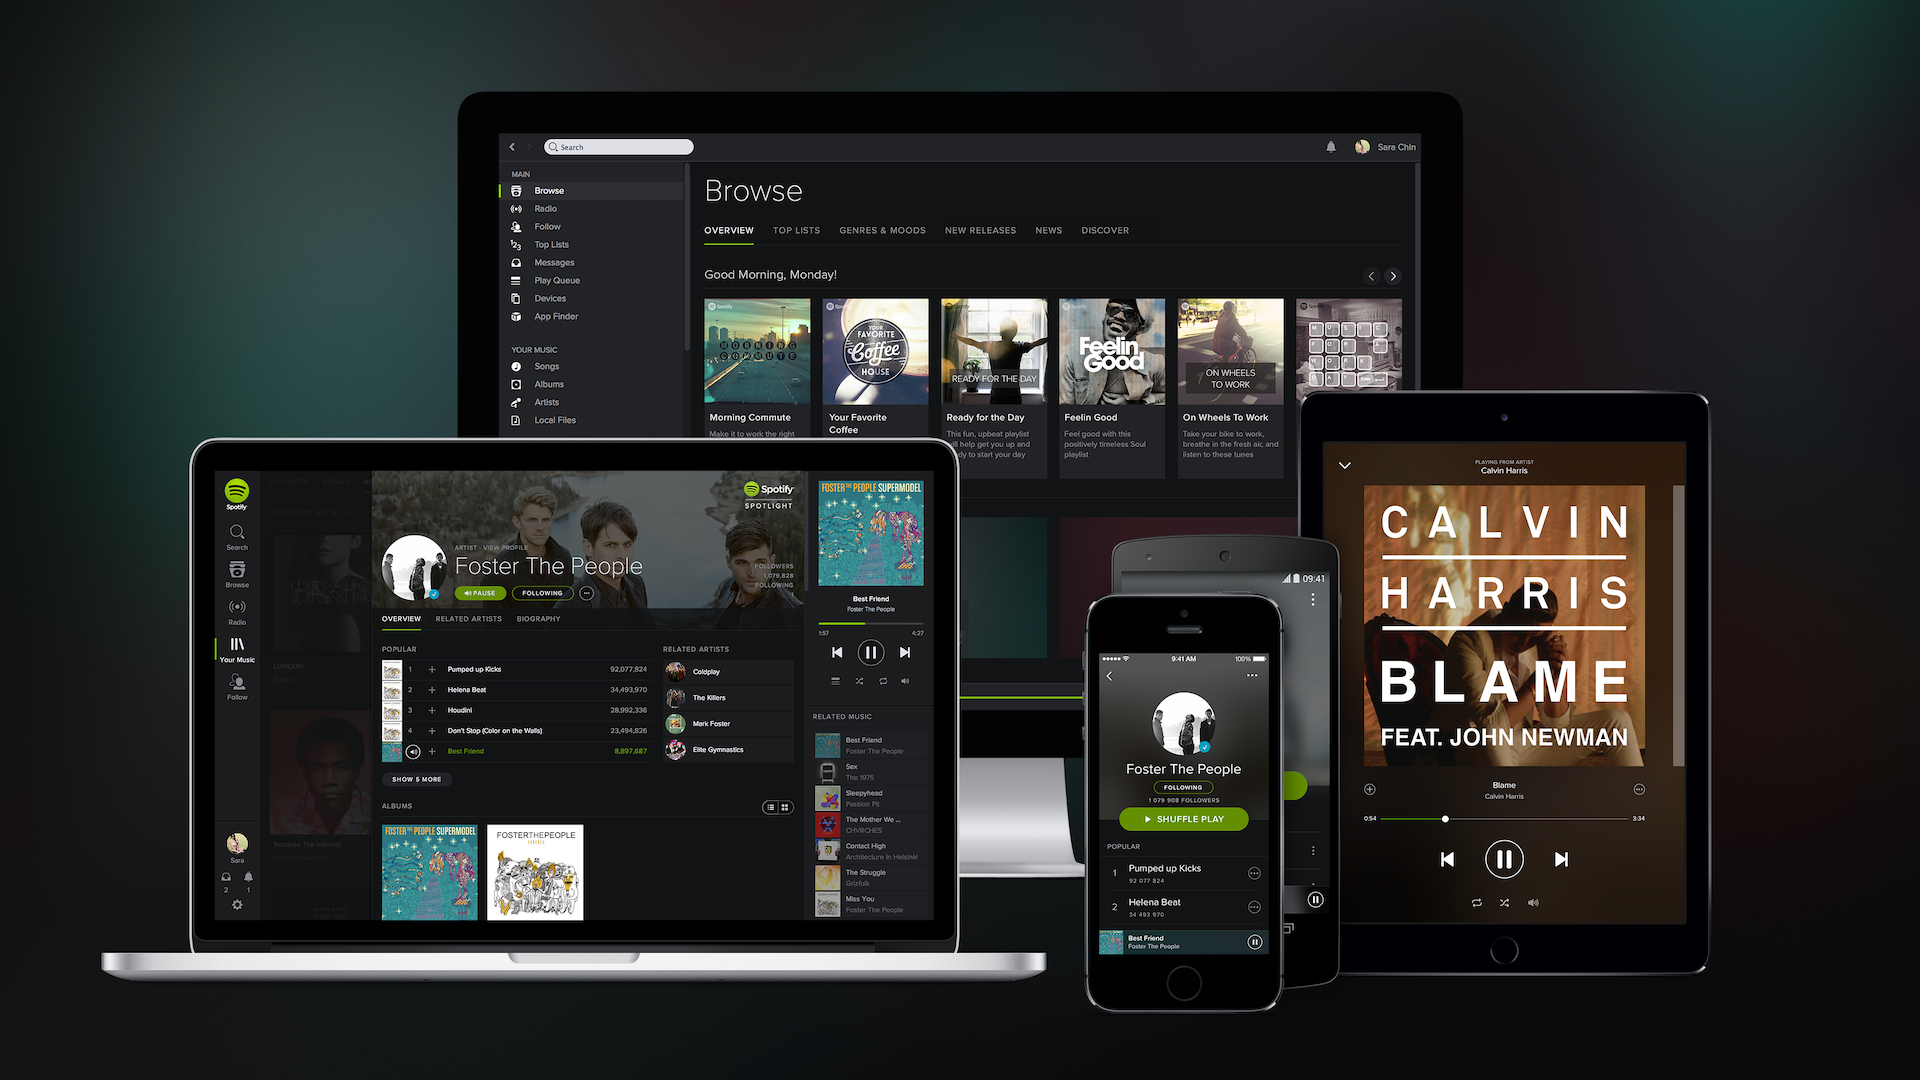 Search
Sara Chin
MAIN
Browse
Radio
Follow
Top Lists
Messages
Play Queue
Devices
App Finder
YOUR MUSIC
Songs
Albums
Artists
Local Files
Browse
OVERVIEW TOP LISTS GENRES & MOODS NEW RELEASES NEWS DISCOVER
Good Morning, Monday!
MORNING
COMMUTE
YOUR
FAVORITE
Coffee
HOUSE
READY FOR THE DAY
Feelin
Good
ON WHEELS
TO WORK
Morning Commute
Make it to work the right
Your Favorite
Coffee
Ready for the Day
This fun, upbeat playlist
will help get you up and
ready to start your day
Feelin Good
Feel good with this
positively timeless Soul
playlist
On Wheels To Work
Take your bike to work,
breathe in the fresh air, and
listen to these tunes
Spotify
Search
Browse
Radio
Your Music
Follow
Sara
2 1
Spotify
SPOTLIGHT
ARTIST · VIEW PROFILE
Foster The People
PAUSE FOLLOWING
FOLLOWERS
1,079,828
FOLLOWING
OVERVIEW RELATED ARTISTS BIOGRAPHY
POPULAR
1 + Pumped up Kicks 92,077,824
2 + Helena Beat 34,493,970
3 + Houdini 28,992,336
4 + Don't Stop (Color on the Walls) 23,494,826
+ Best Friend 8,897,687
SHOW 5 MORE
RELATED ARTISTS
Coldplay
The Killers
Mark Foster
Elite Gymnastics
ALBUMS
FOSTER THE PEOPLE SUPERMODEL
FOSTERTHEPEOPLE
TORCHES
FOSTER THE PEOPLE SUPERMODEL
Best Friend
Foster The People
1:57 4:27
RELATED MUSIC
Best Friend
Foster The People
Sex
The 1975
Sleepyhead
Passion Pit
The Mother We ...
CHVRCHES
Contact High
Architecture In Helsinki
The Struggle
Grizfolk
Miss You
Foster The People
09:41
9:41 AM 100%
Foster The People
FOLLOWING
1 079 908 FOLLOWERS
SHUFFLE PLAY
POPULAR
1 Pumped up Kicks
92 077 824
2 Helena Beat
34 493 970
Best Friend
Foster The People
PLAYING FROM ARTIST
Calvin Harris
CALVIN
HARRIS
BLAME
FEAT. JOHN NEWMAN
Blame
Calvin Harris
0:54 3:34